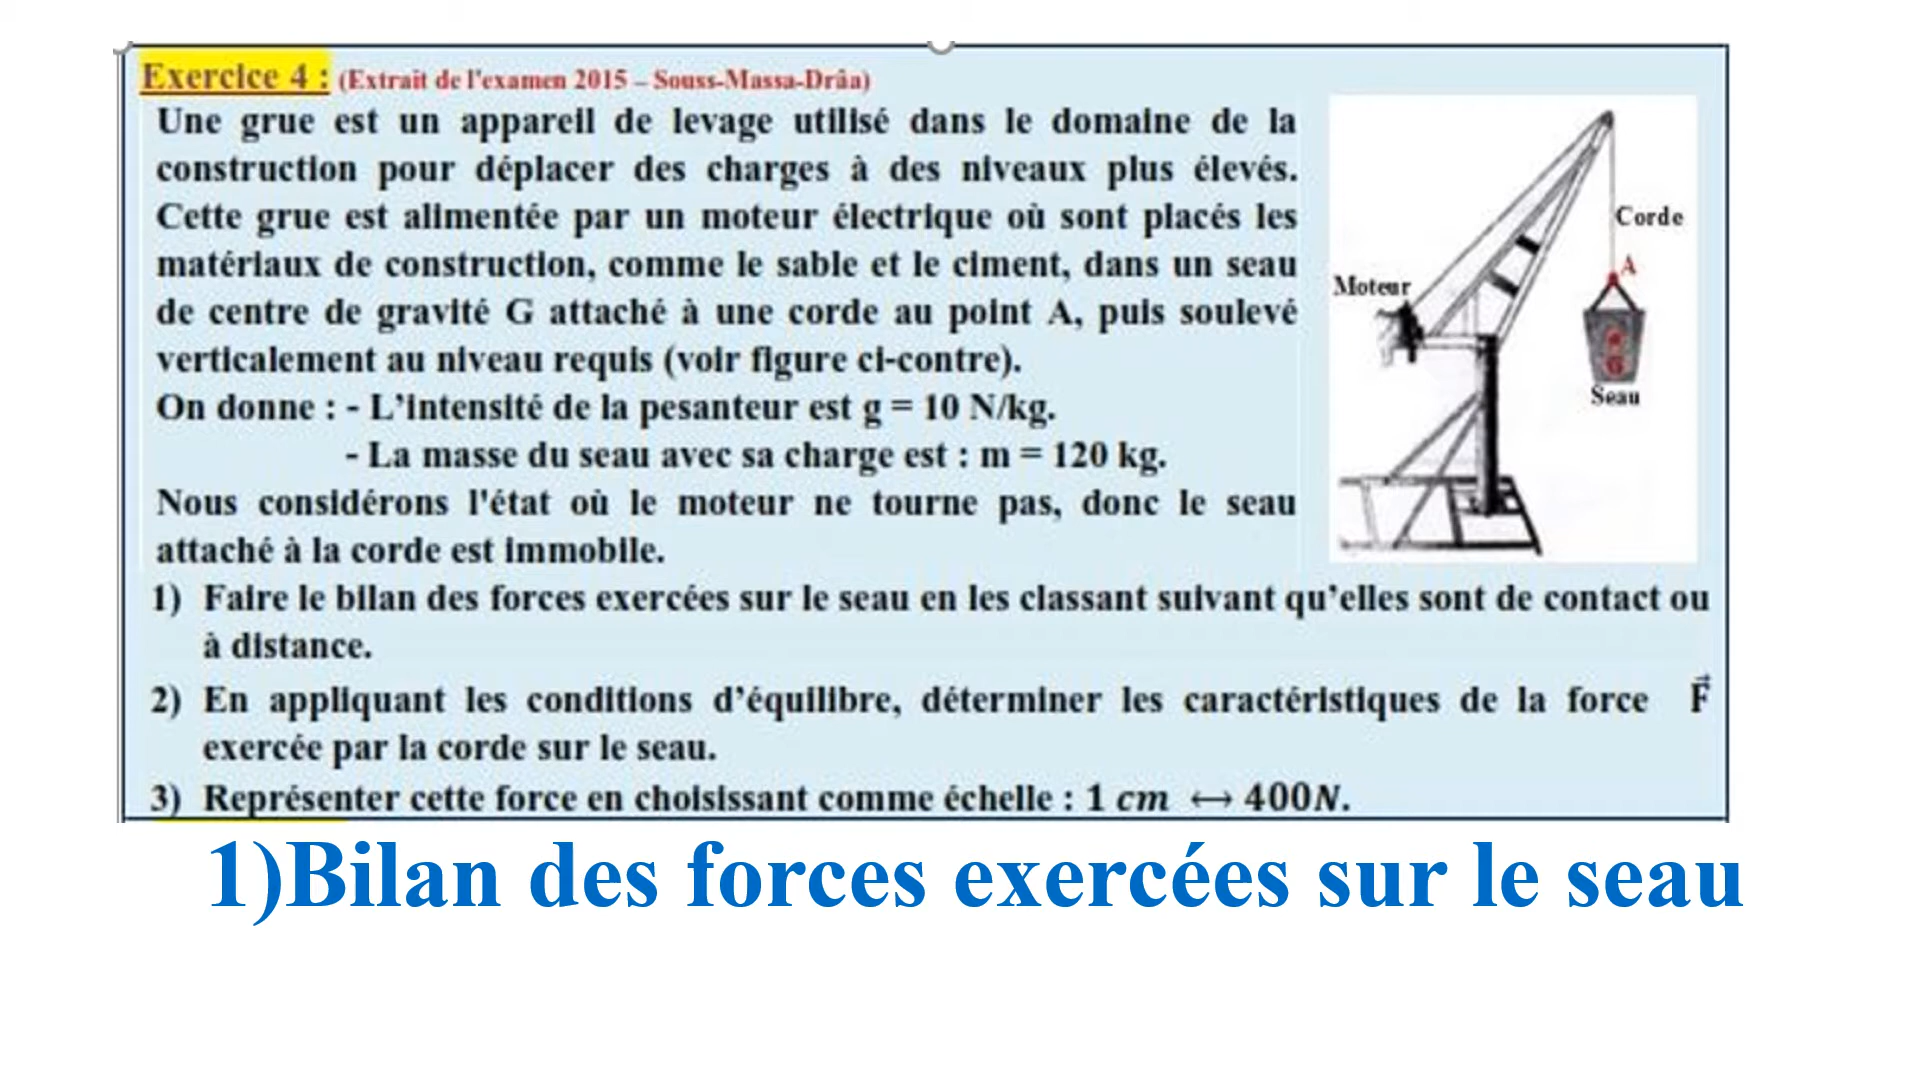 Exercice 4 : (Extrait de l'examen 2015 – Souss-Massa-Drâa)
Une grue est un appareil de levage utilisé dans le domaine de la
construction pour déplacer des charges à des niveaux plus élevés.
Cette grue est alimentée par un moteur électrique où sont placés les
matériaux de construction, comme le sable et le ciment, dans un seau
de centre de gravité G attaché à une corde au point A, puis soulevé
verticalement au niveau requis (voir figure ci-contre).
On donne : - L'intensité de la pesanteur est g = 10 N/kg.
- La masse du seau avec sa charge est : m = 120 kg.
Nous considérons l'état où le moteur ne tourne pas, donc le seau
attaché à la corde est immobile.
Corde
A
Moteur
G
Seau
1) Faire le bilan des forces exercées sur le seau en les classant suivant qu'elles sont de contact ou
à distance.
2) En appliquant les conditions d'équilibre, déterminer les caractéristiques de la force F⃗
exercée par la corde sur le seau.
3) Représenter cette force en choisissant comme échelle : 1 cm ↔ 400N.
1)Bilan des forces exercées sur le seau